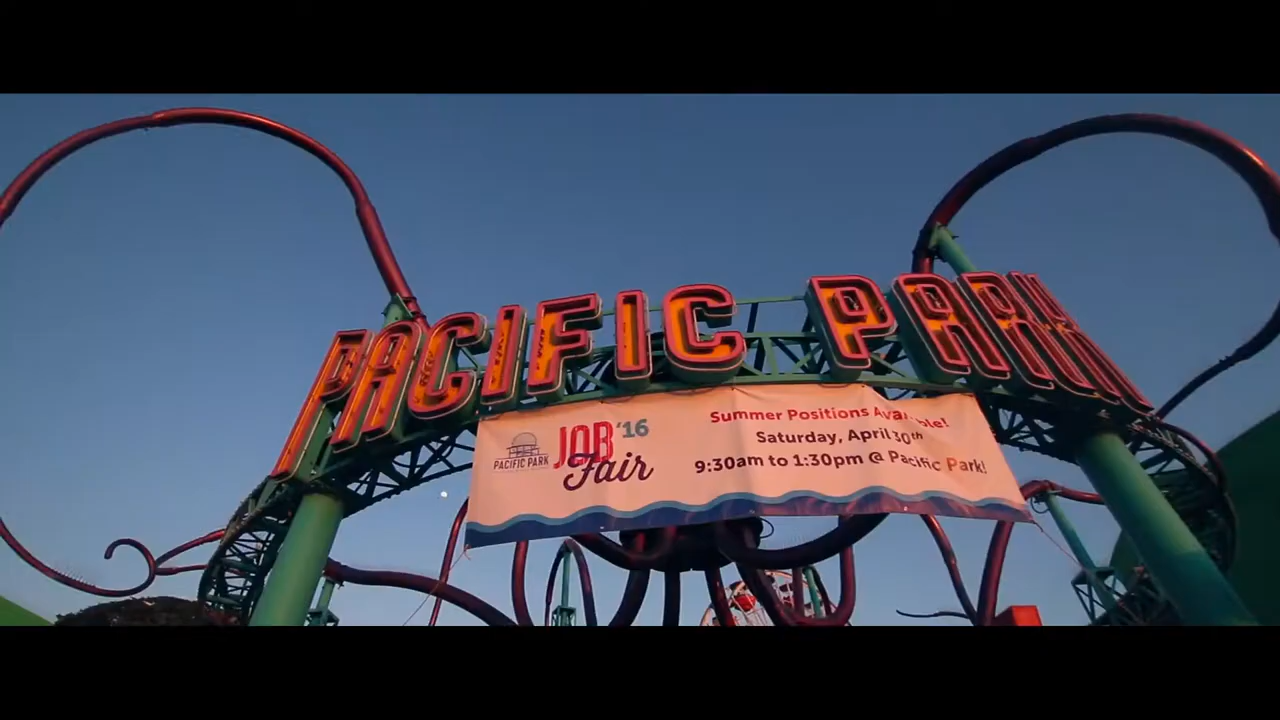 PACIFIC PARK
JOB '16
Fair
PACIFIC PARK
Summer Positions Available!
Saturday, April 30th
9:30am to 1:30pm @ Pacific Park!